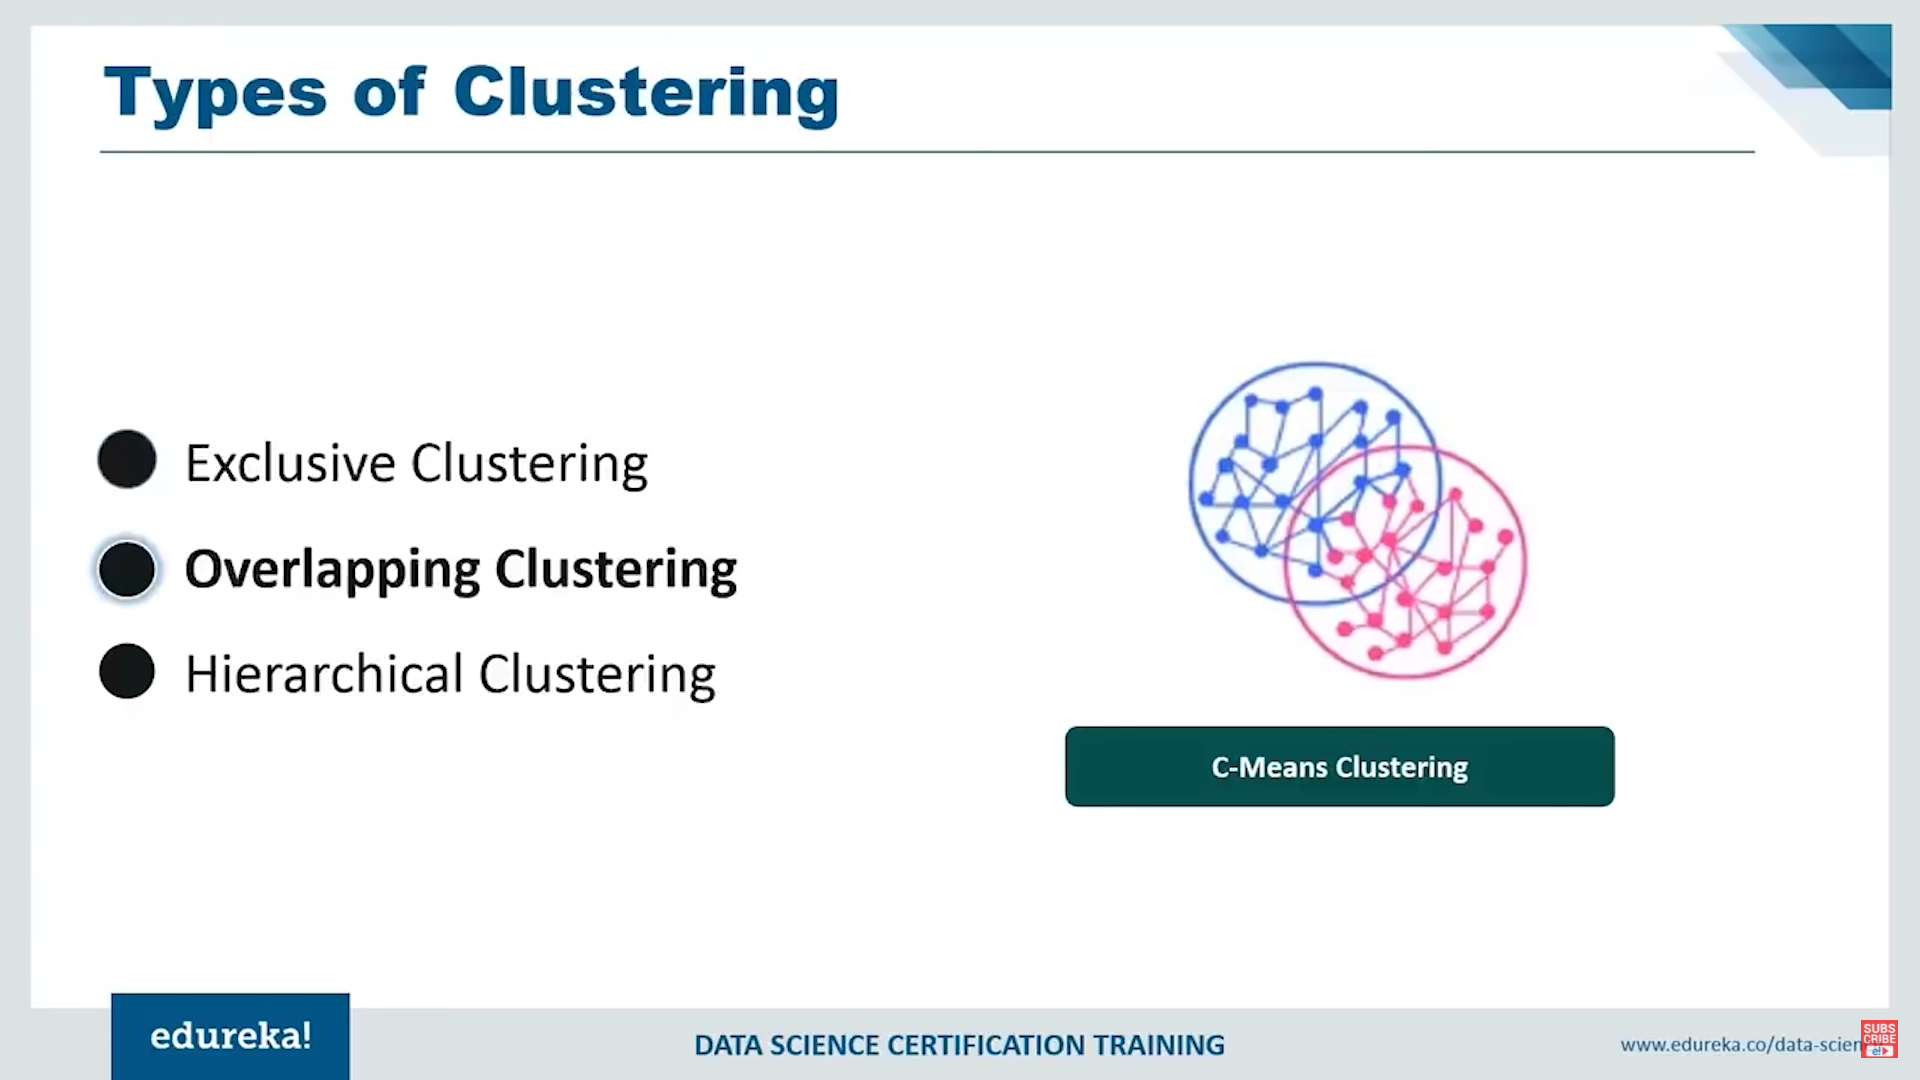 Types of Clustering
Exclusive Clustering
Overlapping Clustering
Hierarchical Clustering
C-Means Clustering
edureka!
DATA SCIENCE CERTIFICATION TRAINING
www.edureka.co/data-scien
SUBS
CRIBE
e!